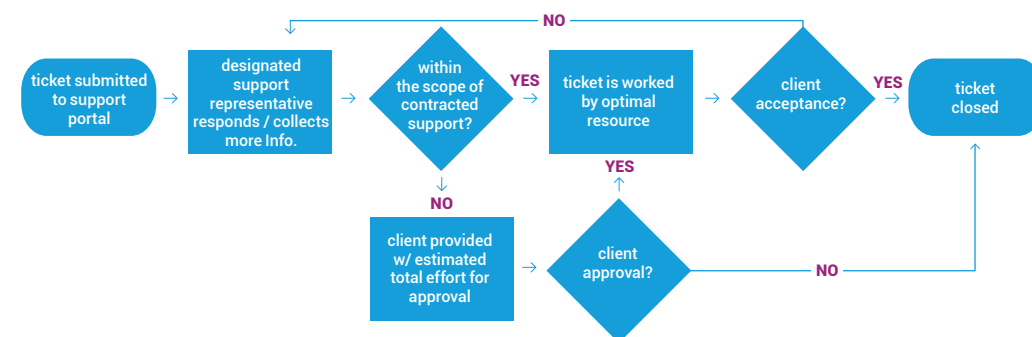 NO
ticket submitted
to support
portal
designated
support
representative
responds / collects
more Info.
within
the scope of
contracted
support?
YES
ticket is worked
by optimal
resource
client
acceptance?
YES
ticket
closed
NO
YES
client provided
w/ estimated
total effort for
approval
client
approval?
NO